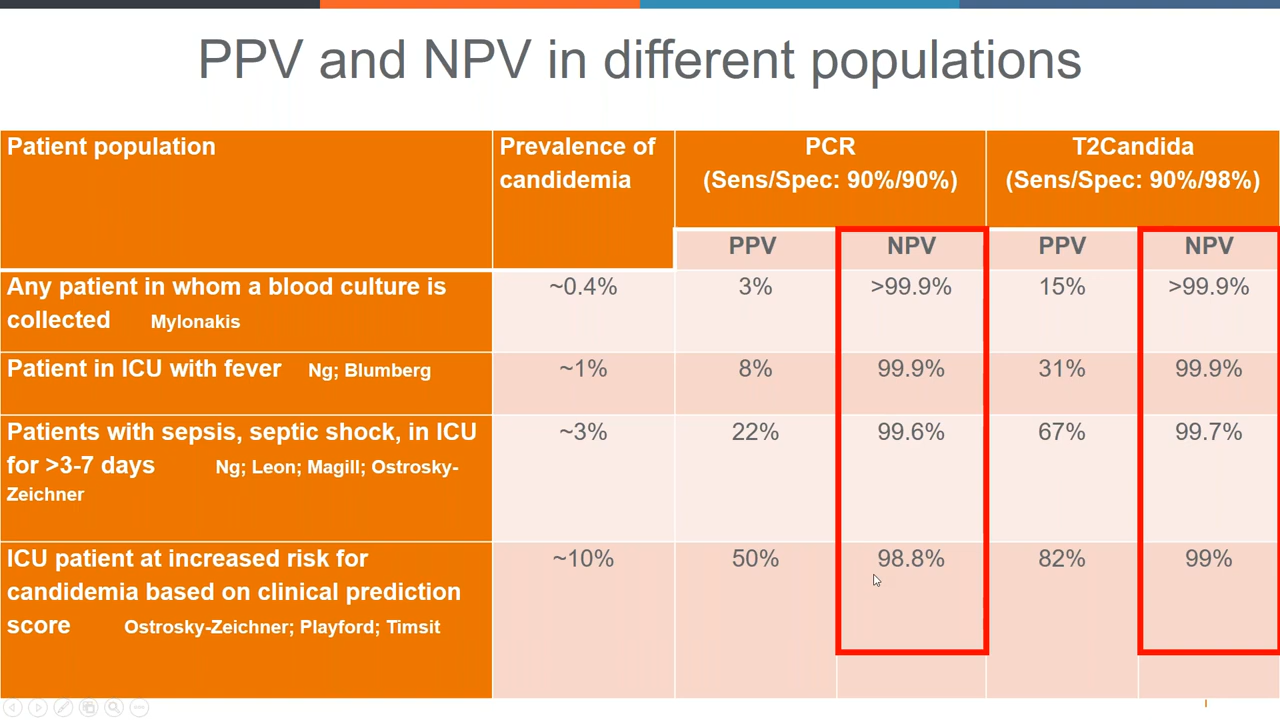 PPV and NPV in different populations
Patient population
Prevalence of
candidemia
PCR
(Sens/Spec: 90%/90%)
T2Candida
(Sens/Spec: 90%/98%)
PPV
NPV
PPV
NPV
Any patient in whom a blood culture is
collected Mylonakis
~0.4%
3%
>99.9%
15%
>99.9%
Patient in ICU with fever Ng; Blumberg
~1%
8%
99.9%
31%
99.9%
Patients with sepsis, septic shock, in ICU
for >3-7 days Ng; Leon; Magill; Ostrosky-
Zeichner
~3%
22%
99.6%
67%
99.7%
ICU patient at increased risk for
candidemia based on clinical prediction
score Ostrosky-Zeichner; Playford; Timsit
~10%
50%
98.8%
82%
99%